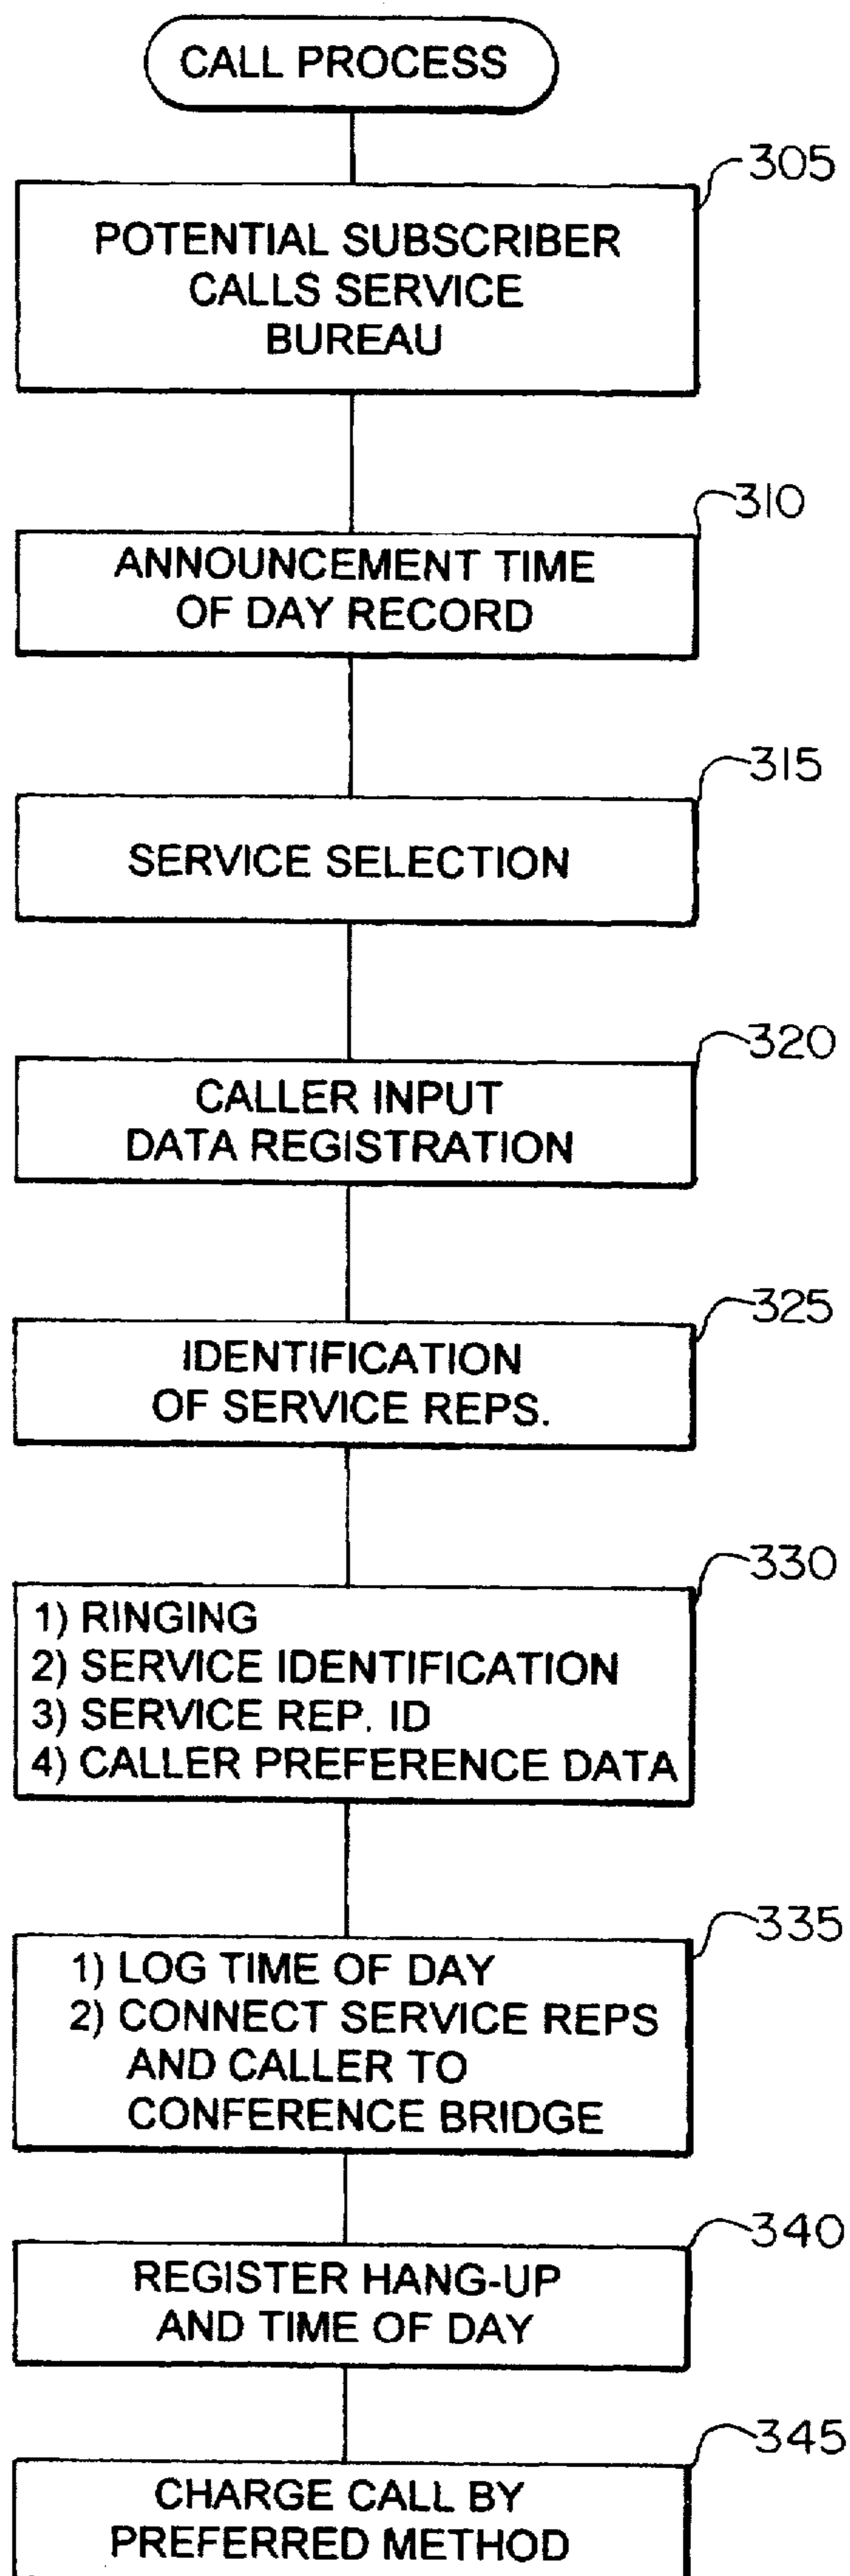 CALL PROCESS
305
POTENTIAL SUBSCRIBER
CALLS SERVICE
BUREAU
310
ANNOUNCEMENT TIME
OF DAY RECORD
315
SERVICE SELECTION
320
CALLER INPUT
DATA REGISTRATION
325
IDENTIFICATION
OF SERVICE REPS.
330
1) RINGING
2) SERVICE IDENTIFICATION
3) SERVICE REP. ID
4) CALLER PREFERENCE DATA
335
1) LOG TIME OF DAY
2) CONNECT SERVICE REPS
AND CALLER TO
CONFERENCE BRIDGE
340
REGISTER HANG-UP
AND TIME OF DAY
345
CHARGE CALL BY
PREFERRED METHOD